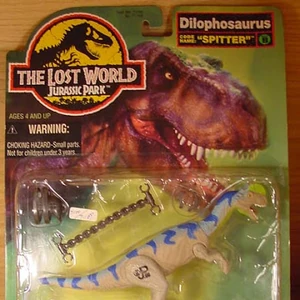 Dilophosaurus
CODE NAME: "SPITTER"
THE LOST WORLD
JURASSIC PARK™
AGES 4 AND UP
WARNING:
CHOKING HAZARD-Small parts.
Not for children under 3 years.